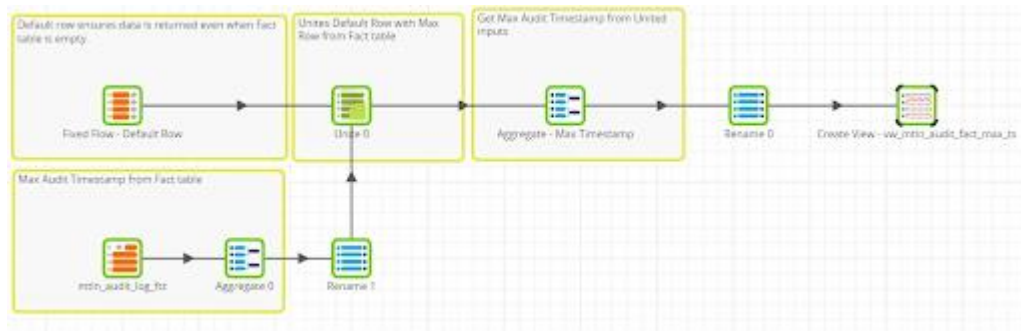 Default row ensures data is returned even when Fact
table is empty
Unites Default Row with Max
Row from Fact table
Get Max Audit Timestamp from United
inputs
Fixed Flow - Default Row
Unite 0
Aggregate - Max Timestamp
Rename 0
Create View - vw_mtln_audit_fact_max_ts
Max Audit Timestamp from Fact table
mtln_audit_log_fct
Aggregate 0
Rename 1